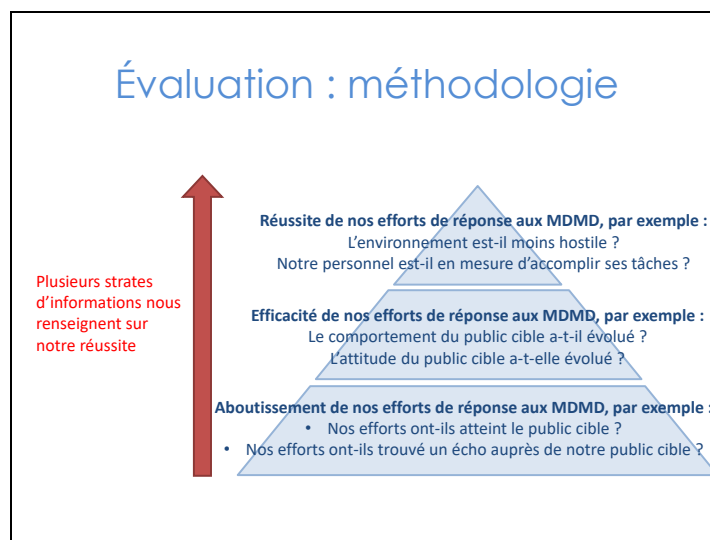 Évaluation : méthodologie
Plusieurs strates
d’informations nous
renseignent sur
notre réussite
Réussite de nos efforts de réponse aux MDMD, par exemple :
L’environnement est-il moins hostile ?
Notre personnel est-il en mesure d’accomplir ses tâches ?
Efficacité de nos efforts de réponse aux MDMD, par exemple :
Le comportement du public cible a-t-il évolué ?
L’attitude du public cible a-t-elle évolué ?
Aboutissement de nos efforts de réponse aux MDMD, par exemple :
• Nos efforts ont-ils atteint le public cible ?
• Nos efforts ont-ils trouvé un écho auprès de notre public cible ?